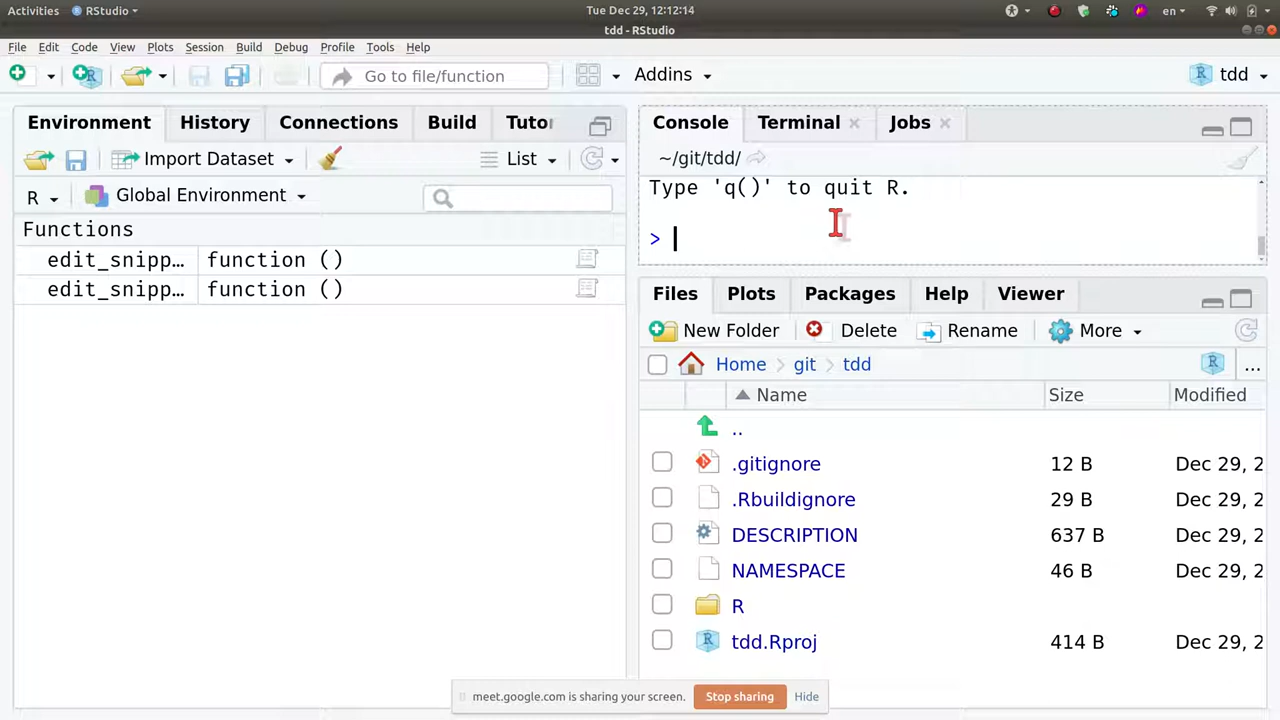 Activities RStudio Tue Dec 29, 12:12:14 en
tdd - RStudio
File Edit Code View Plots Session Build Debug Profile Tools Help
Go to file/function Addins tdd
Environment History Connections Build Tuto
Import Dataset List
R Global Environment
Functions
edit_snipp… function ()
edit_snipp… function ()
Console Terminal Jobs
~/git/tdd/
Type 'q()' to quit R.
>
Files Plots Packages Help Viewer
New Folder Delete Rename More
Home git tdd ...
Name Size Modified
..
.gitignore 12 B Dec 29, 2
.Rbuildignore 29 B Dec 29, 2
DESCRIPTION 637 B Dec 29, 2
NAMESPACE 46 B Dec 29, 2
R
tdd.Rproj 414 B Dec 29, 2
meet.google.com is sharing your screen. Stop sharing Hide